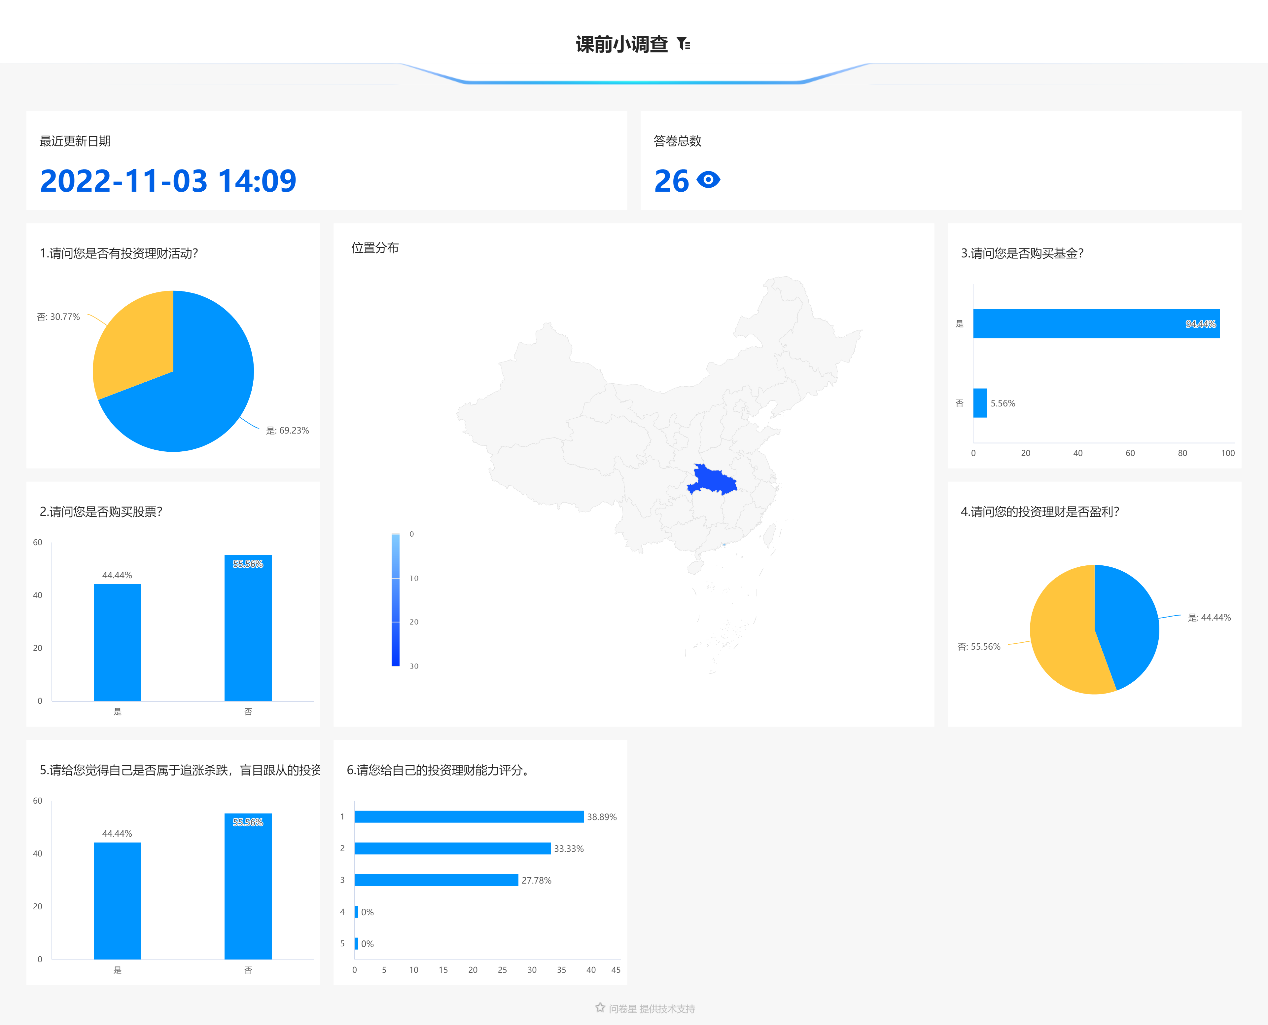 课前小调查
最近更新日期
2022-11-03 14:09
答卷总数
26
1.请问您是否有投资理财活动?
否: 30.77%
是: 69.23%
位置分布
0
10
20
30
3.请问您是否购买基金?
是
94.44%
否
5.56%
0 20 40 60 80 100
2.请问您是否购买股票?
60
40
20
0
44.44%
55.56%
是 否
4.请问您的投资理财是否盈利?
是: 44.44%
否: 55.56%
5.请给您觉得自己是否属于追涨杀跌，盲目跟从的投资
60
40
20
0
44.44%
55.56%
是 否
6.请您给自己的投资理财能力评分。
1 38.89%
2 33.33%
3 27.78%
4 0%
5 0%
0 5 10 15 20 25 30 35 40 45
问卷星 提供技术支持